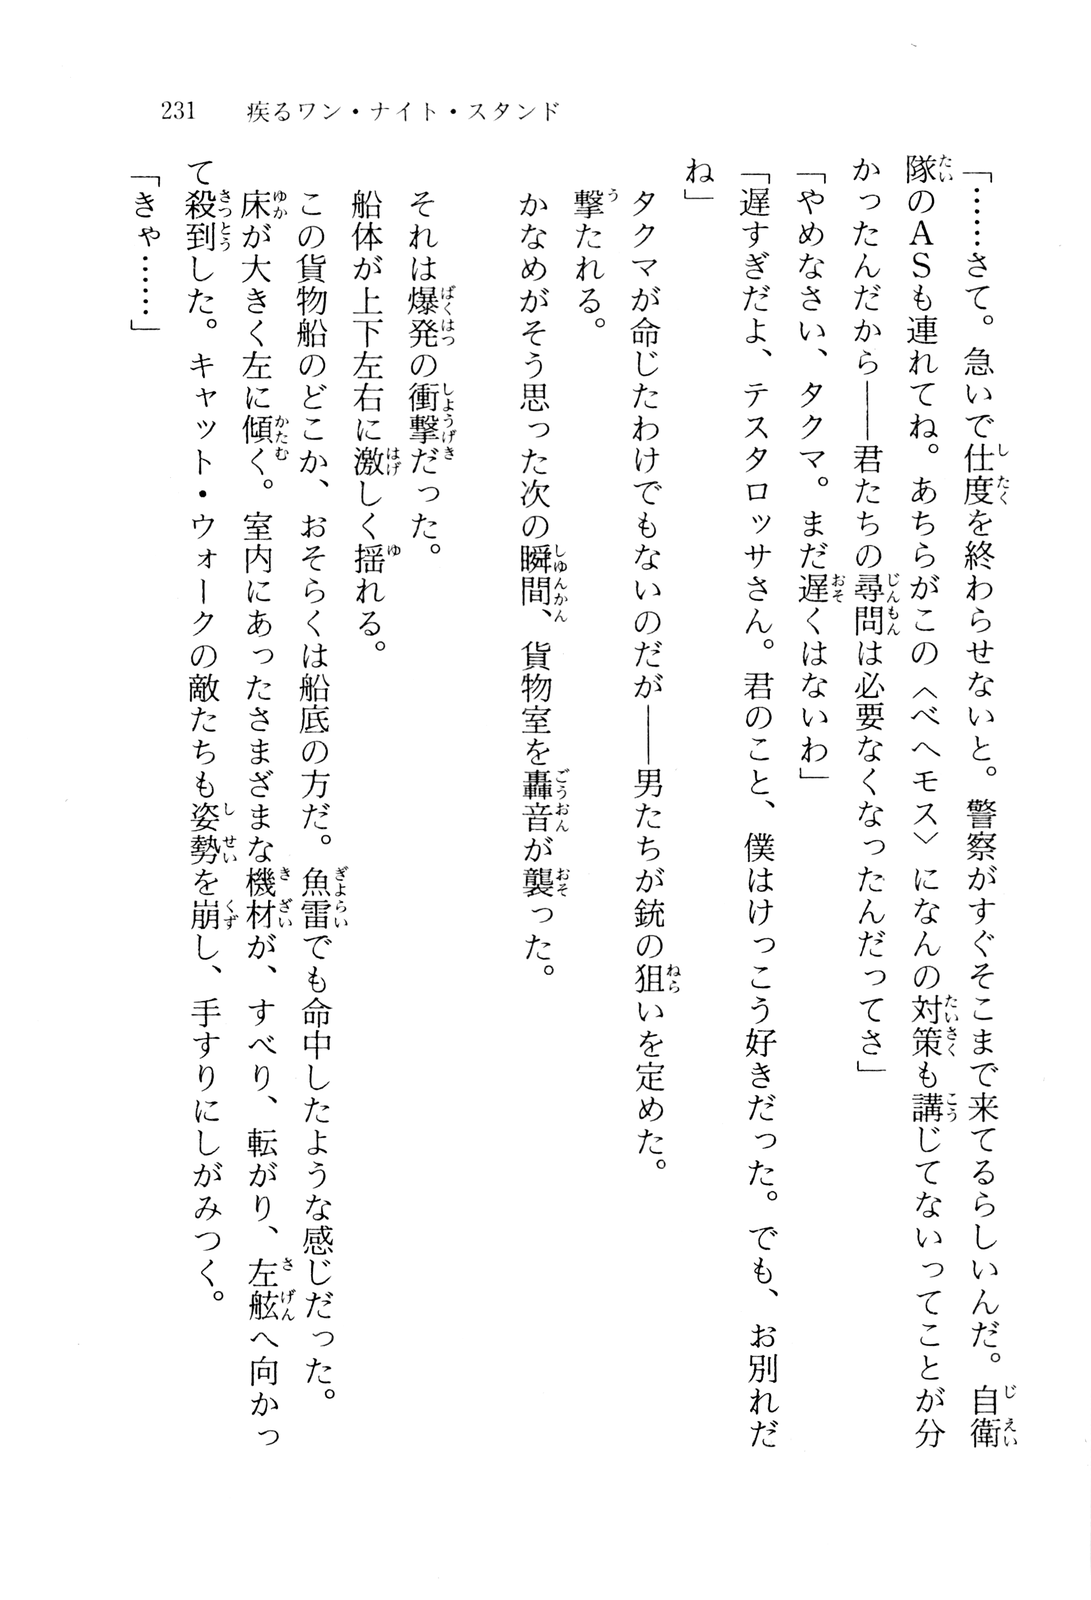 231　疾るワン・ナイト・スタンド
「……さて。急いで仕度を終わらせないと。警察がすぐそこまで来てるらしいんだ。自衛
隊のＡＳも連れてね。あちらがこの〈ベヘモス〉になんの対策も講じてないってことが分
かったんだから——君たちの尋問は必要なくなったんだってさ」
「やめなさい、タクマ。まだ遅くはないわ」
「遅すぎだよ、テスタロッサさん。君のこと、僕はけっこう好きだった。でも、お別れだ
ね」
　タクマが命じたわけでもないのだが——男たちが銃の狙いを定めた。
　撃たれる。
　かなめがそう思った次の瞬間、貨物室を轟音が襲った。
　それは爆発の衝撃だった。
　船体が上下左右に激しく揺れる。
　この貨物船のどこか、おそらくは船底の方だ。魚雷でも命中したような感じだった。
　床が大きく左に傾く。室内にあったさまざまな機材が、すべり、転がり、左舷へ向かっ
て殺到した。キャット・ウォークの敵たちも姿勢を崩し、手すりにしがみつく。
「きゃ……」